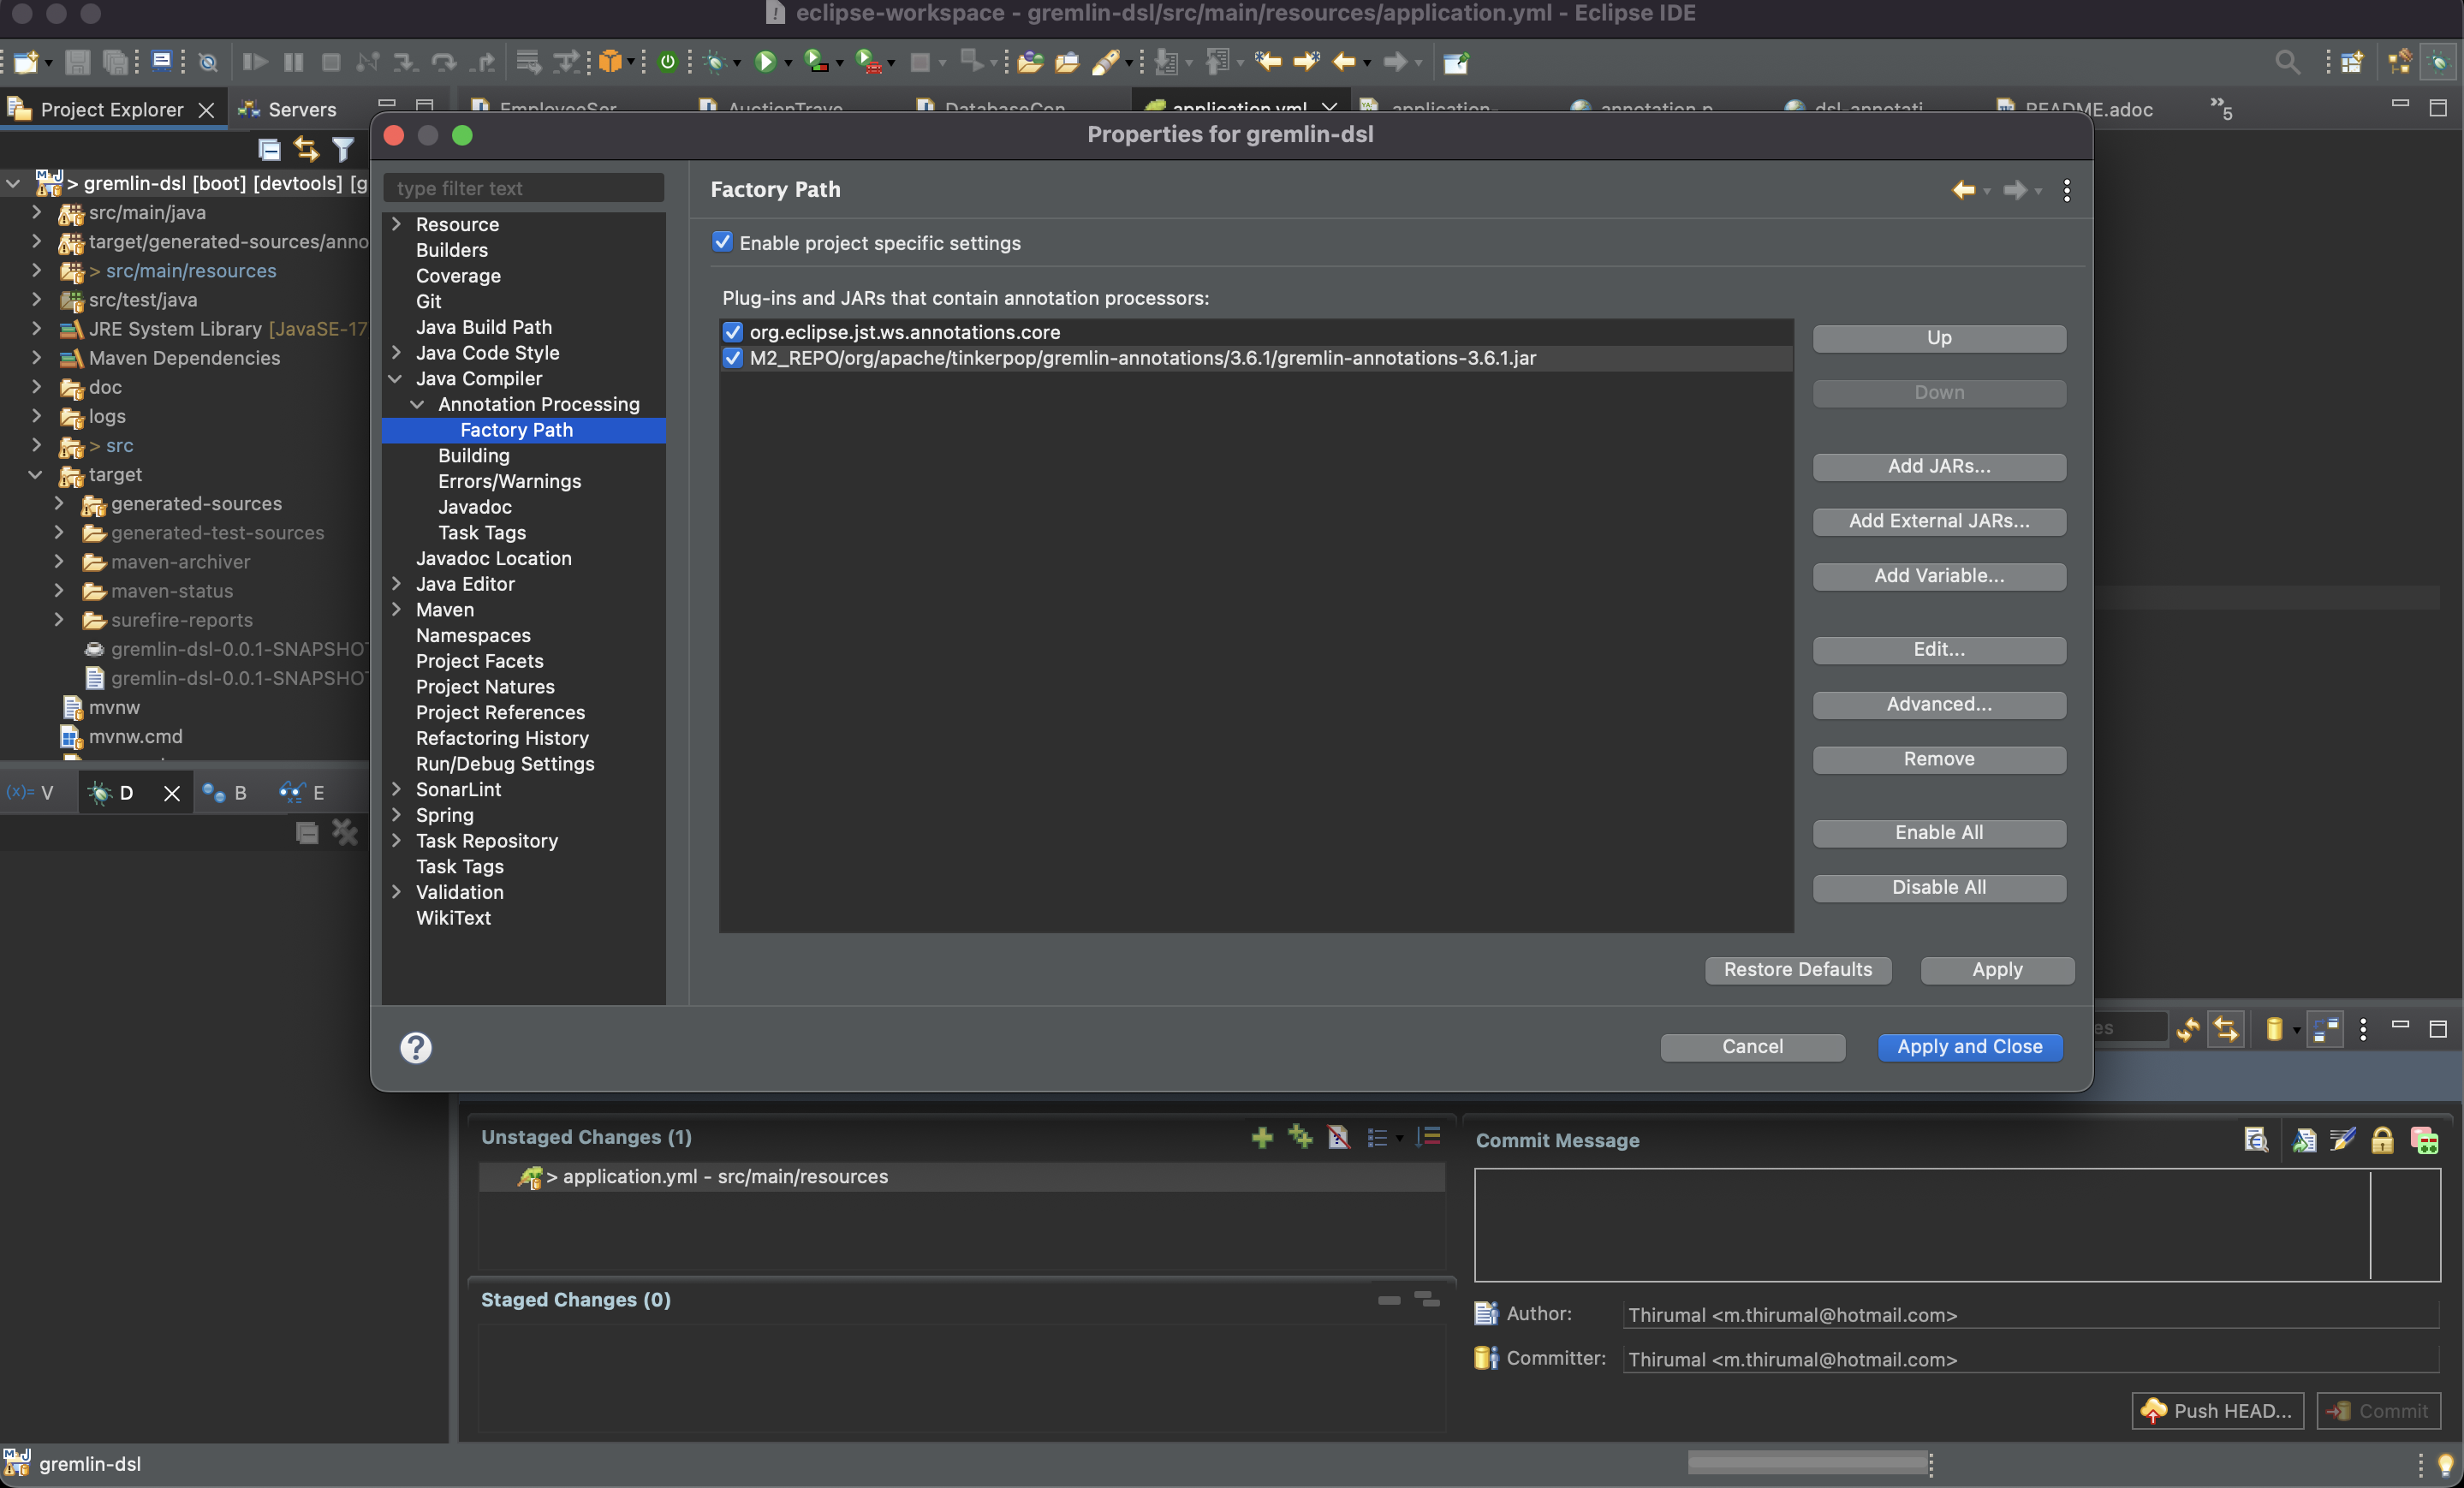 eclipse-workspace - gremlin-dsl/src/main/resources/application.yml - Eclipse IDE
Project Explorer
Servers
EmployeeSer
AuctionTrave
DatabaseCon
application.yml
application-
annotation.p
dsl-annotati
README.adoc
5
> gremlin-dsl [boot] [devtools] [g
src/main/java
target/generated-sources/anno
> src/main/resources
src/test/java
JRE System Library [JavaSE-17
Maven Dependencies
doc
logs
> src
target
generated-sources
generated-test-sources
maven-archiver
maven-status
surefire-reports
gremlin-dsl-0.0.1-SNAPSHOT
gremlin-dsl-0.0.1-SNAPSHOT
mvnw
mvnw.cmd
(x)= V
D
B
E
Properties for gremlin-dsl
type filter text
Resource
Builders
Coverage
Git
Java Build Path
Java Code Style
Java Compiler
Annotation Processing
Factory Path
Building
Errors/Warnings
Javadoc
Task Tags
Javadoc Location
Java Editor
Maven
Namespaces
Project Facets
Project Natures
Project References
Refactoring History
Run/Debug Settings
SonarLint
Spring
Task Repository
Task Tags
Validation
WikiText
Factory Path
Enable project specific settings
Plug-ins and JARs that contain annotation processors:
org.eclipse.jst.ws.annotations.core
M2_REPO/org/apache/tinkerpop/gremlin-annotations/3.6.1/gremlin-annotations-3.6.1.jar
Up
Down
Add JARs...
Add External JARs...
Add Variable...
Edit...
Advanced...
Remove
Enable All
Disable All
Restore Defaults
Apply
Cancel
Apply and Close
es
Unstaged Changes (1)
> application.yml - src/main/resources
Staged Changes (0)
Commit Message
Author:
Thirumal <m.thirumal@hotmail.com>
Committer:
Thirumal <m.thirumal@hotmail.com>
Push HEAD...
Commit
gremlin-dsl